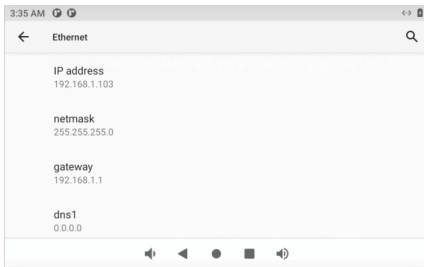 3:35 AM
Ethernet
IP address
192.168.1.103
netmask
255.255.255.0
gateway
192.168.1.1
dns1
0.0.0.0